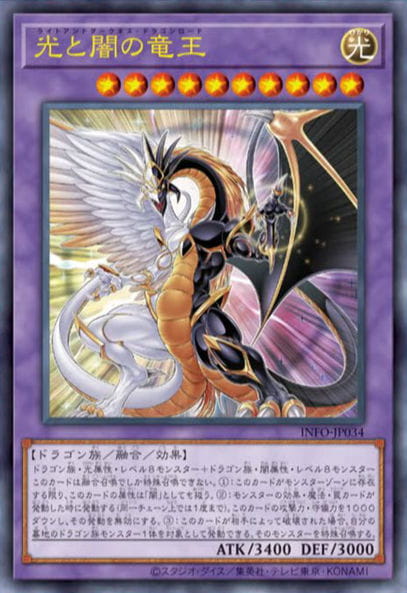 ライトアンドダークネス・ドラゴンロード
光と闇の竜王
光
INFO-JP034
【ドラゴン族/融合/効果】
ドラゴン族・光属性・レベル8モンスター+ドラゴン族・闇属性・レベル8モンスター
このカードは融合召喚でしか特殊召喚できない。①:このカードがモンスターゾーンに存在
する限り、このカードの属性は「闇」としても扱う。②:モンスターの効果・魔法・罠カードが
発動した時に発動する(同一チェーン上では1度まで)。このカードの攻撃力・守備力を1000
ダウンし、その発動を無効にする。③:このカードが相手によって破壊された場合、自分の
墓地のドラゴン族モンスター1体を対象として発動できる。そのモンスターを特殊召喚する。
ATK/3400 DEF/3000
©スタジオ・ダイス/集英社・テレビ東京・KONAMI